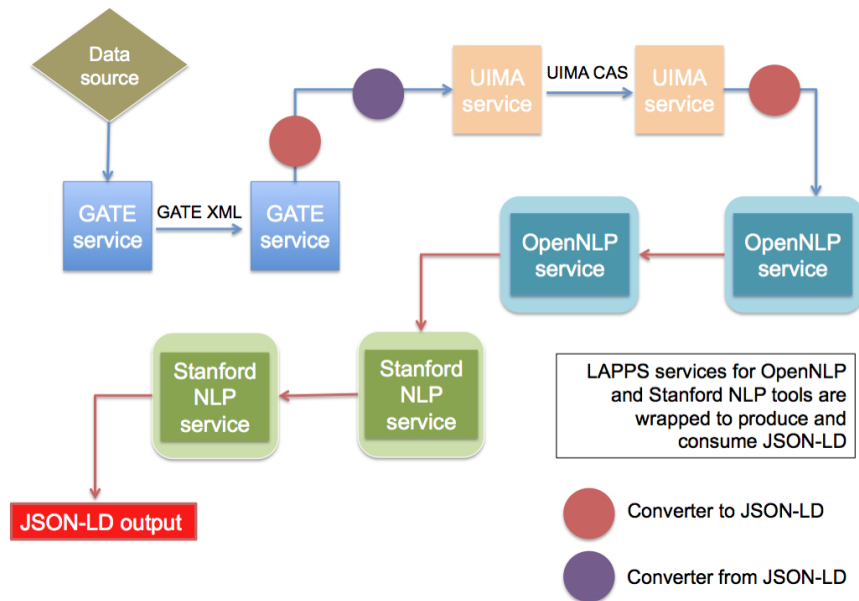 Data
source
GATE
service
GATE XML
GATE
service
UIMA
service
UIMA CAS
UIMA
service
OpenNLP
service
OpenNLP
service
Stanford
NLP
service
Stanford
NLP
service
JSON-LD output
LAPPS services for OpenNLP
and Stanford NLP tools are
wrapped to produce and
consume JSON-LD
Converter to JSON-LD
Converter from JSON-LD